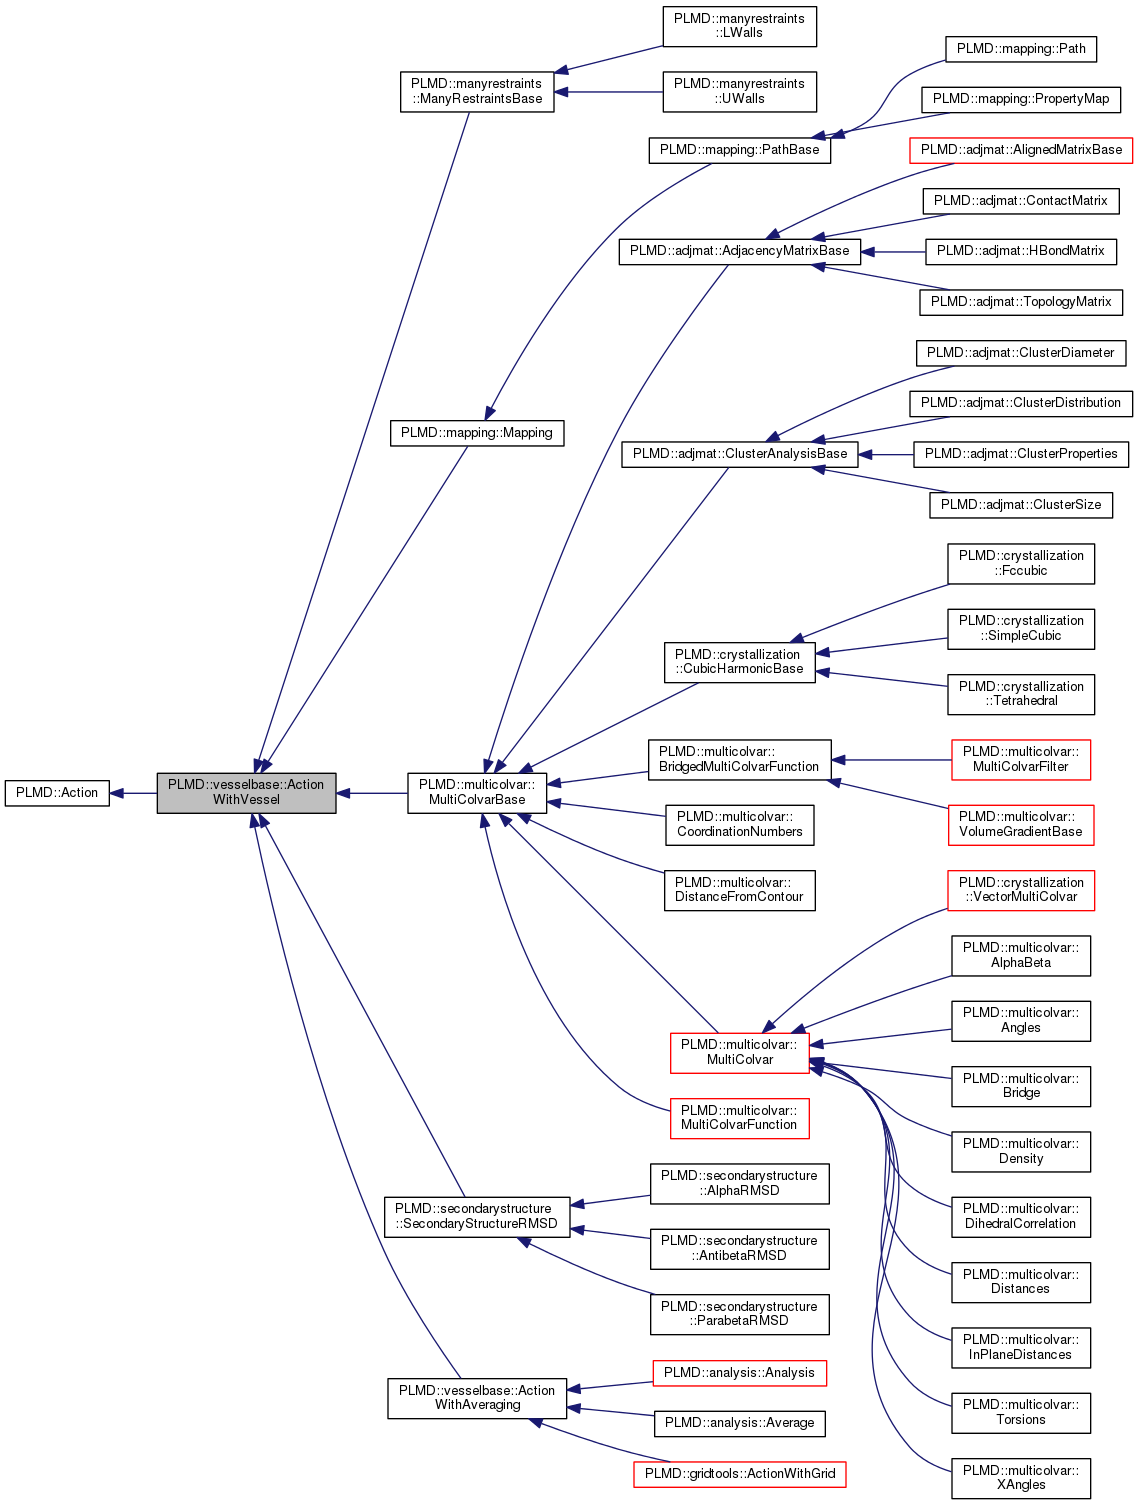 PLMD::manyrestraints
::LWalls
PLMD::manyrestraints
::UWalls
PLMD::manyrestraints
::ManyRestraintsBase
PLMD::mapping::Path
PLMD::mapping::PropertyMap
PLMD::mapping::PathBase
PLMD::adjmat::AlignedMatrixBase
PLMD::adjmat::ContactMatrix
PLMD::adjmat::AdjacencyMatrixBase
PLMD::adjmat::HBondMatrix
PLMD::adjmat::TopologyMatrix
PLMD::adjmat::ClusterDiameter
PLMD::adjmat::ClusterDistribution
PLMD::mapping::Mapping
PLMD::adjmat::ClusterAnalysisBase
PLMD::adjmat::ClusterProperties
PLMD::adjmat::ClusterSize
PLMD::crystallization
::Fccubic
PLMD::crystallization
::SimpleCubic
PLMD::crystallization
::CubicHarmonicBase
PLMD::crystallization
::Tetrahedral
PLMD::multicolvar::
BridgedMultiColvarFunction
PLMD::multicolvar::
MultiColvarFilter
PLMD::Action
PLMD::vesselbase::Action
WithVessel
PLMD::multicolvar::
MultiColvarBase
PLMD::multicolvar::
CoordinationNumbers
PLMD::multicolvar::
VolumeGradientBase
PLMD::multicolvar::
DistanceFromContour
PLMD::crystallization
::VectorMultiColvar
PLMD::multicolvar::
AlphaBeta
PLMD::multicolvar::
Angles
PLMD::multicolvar::
MultiColvar
PLMD::multicolvar::
Bridge
PLMD::multicolvar::
MultiColvarFunction
PLMD::multicolvar::
Density
PLMD::secondarystructure
::AlphaRMSD
PLMD::secondarystructure
::SecondaryStructureRMSD
PLMD::multicolvar::
DihedralCorrelation
PLMD::secondarystructure
::AntibetaRMSD
PLMD::multicolvar::
Distances
PLMD::secondarystructure
::ParabetaRMSD
PLMD::multicolvar::
InPlaneDistances
PLMD::analysis::Analysis
PLMD::vesselbase::Action
WithAveraging
PLMD::multicolvar::
Torsions
PLMD::analysis::Average
PLMD::gridtools::ActionWithGrid
PLMD::multicolvar::
XAngles